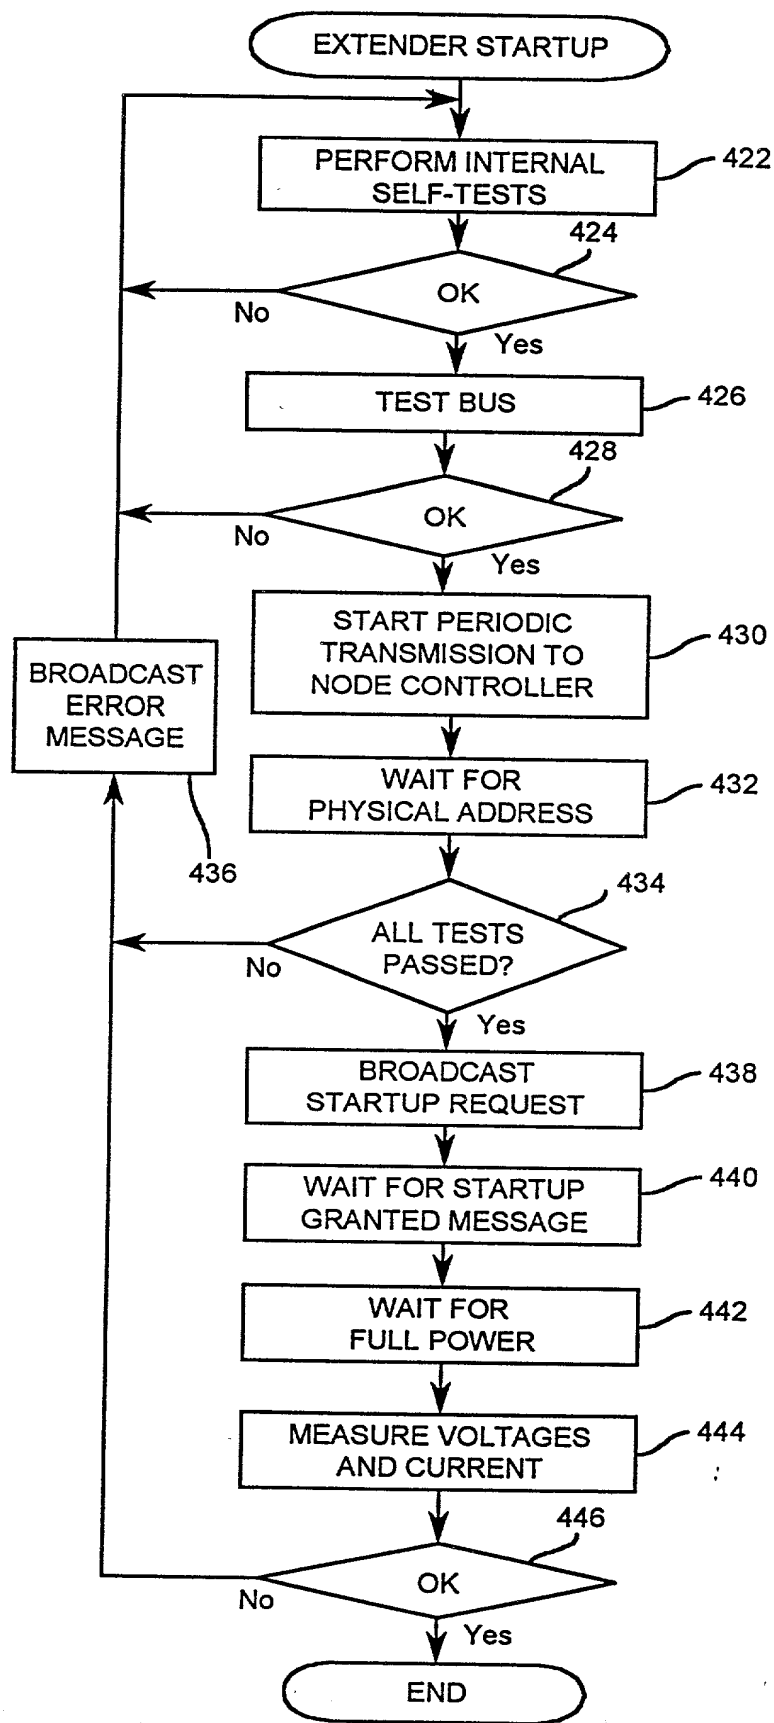 EXTENDER STARTUP
PERFORM INTERNAL
SELF-TESTS
422
424
OK
No
Yes
TEST BUS
426
428
OK
No
Yes
START PERIODIC
TRANSMISSION TO
NODE CONTROLLER
430
BROADCAST
ERROR
MESSAGE
436
WAIT FOR
PHYSICAL ADDRESS
432
434
ALL TESTS
PASSED?
No
Yes
BROADCAST
STARTUP REQUEST
438
WAIT FOR STARTUP
GRANTED MESSAGE
440
WAIT FOR
FULL POWER
442
MEASURE VOLTAGES
AND CURRENT
444
446
OK
No
Yes
END